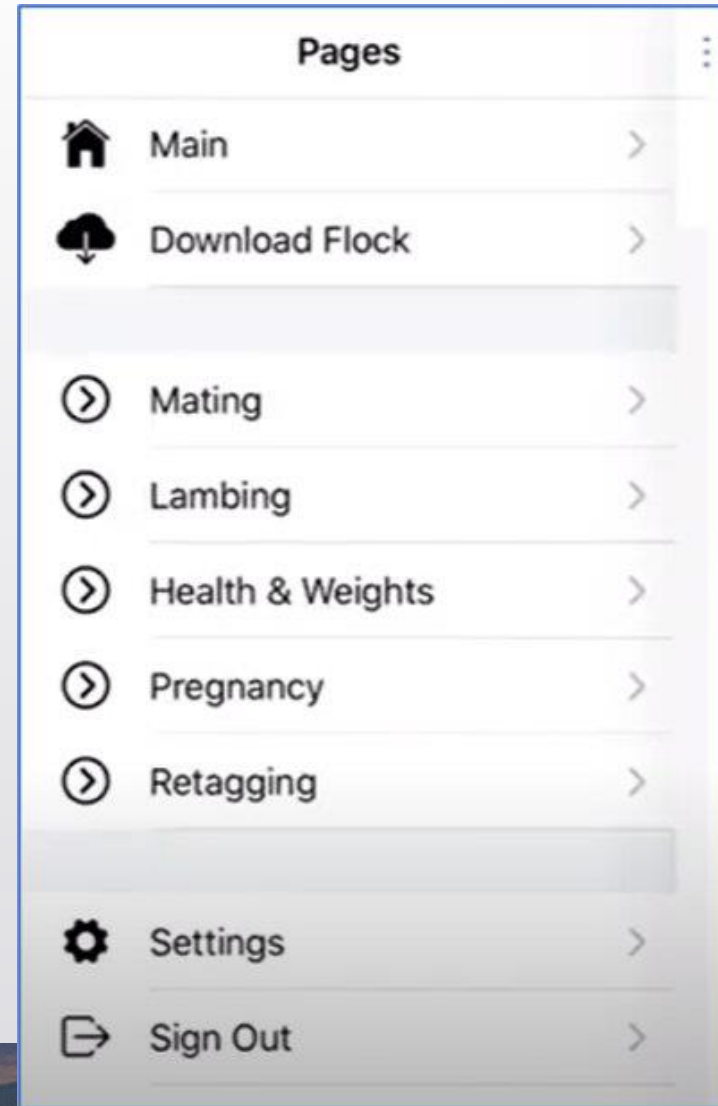 Pages
Main
Download Flock
Mating
Lambing
Health & Weights
Pregnancy
Retagging
Settings
Sign Out